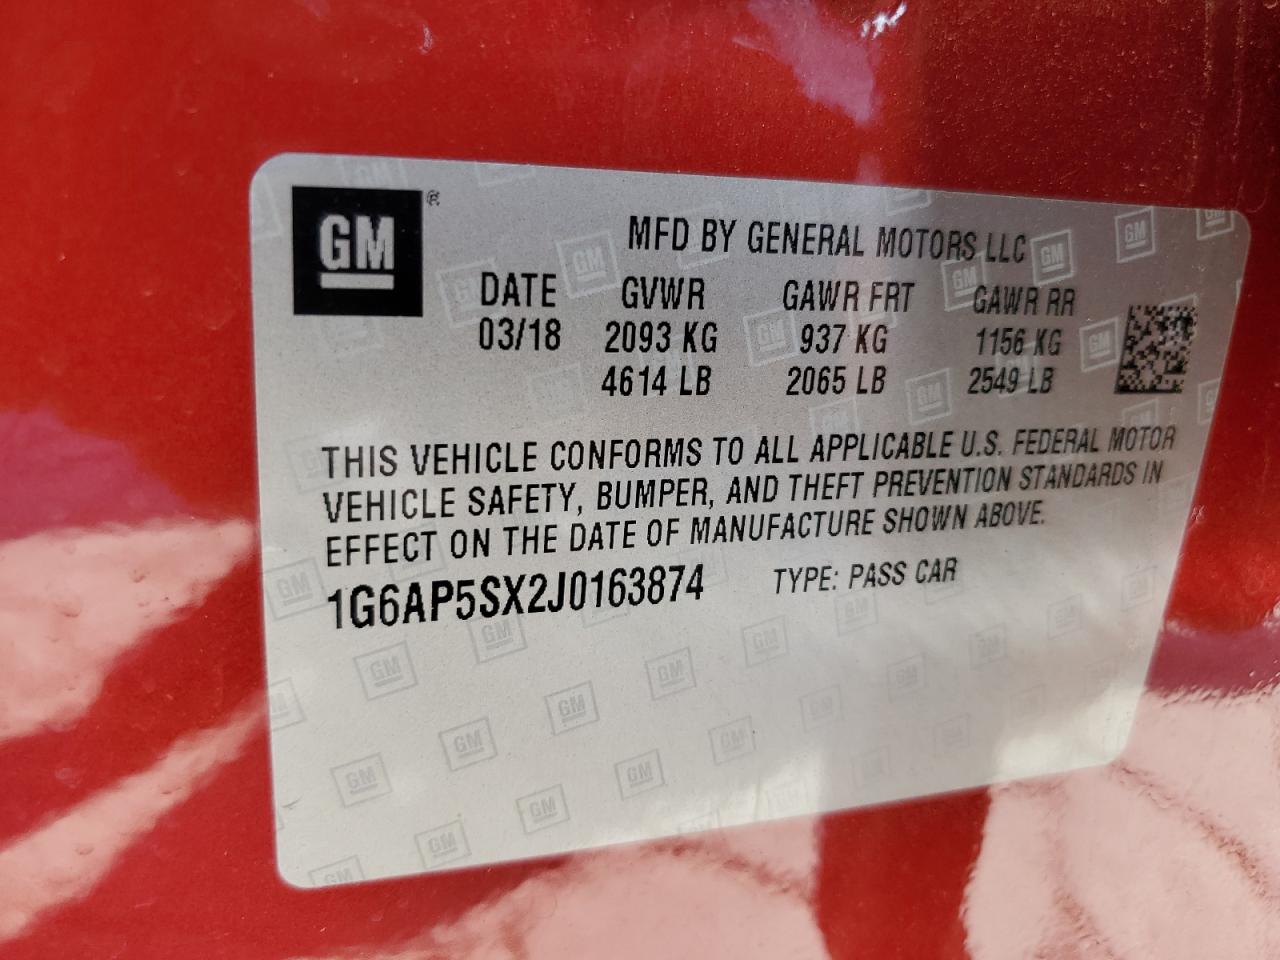 GM ®
MFD BY GENERAL MOTORS LLC
DATE GVWR GAWR FRT GAWR RR
03/18 2093 KG 937 KG 1156 KG
4614 LB 2065 LB 2549 LB
THIS VEHICLE CONFORMS TO ALL APPLICABLE U.S. FEDERAL MOTOR
VEHICLE SAFETY, BUMPER, AND THEFT PREVENTION STANDARDS IN
EFFECT ON THE DATE OF MANUFACTURE SHOWN ABOVE.
1G6AP5SX2J0163874 TYPE: PASS CAR